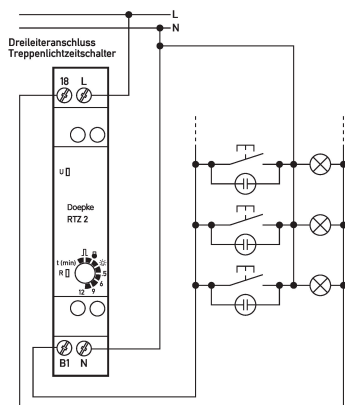 L
N
Dreileiteranschluss
Treppenlichtzeitschalter
18 L
U
Doepke
RTZ 2
t (min)
R
.5
6
9
12
B1 N